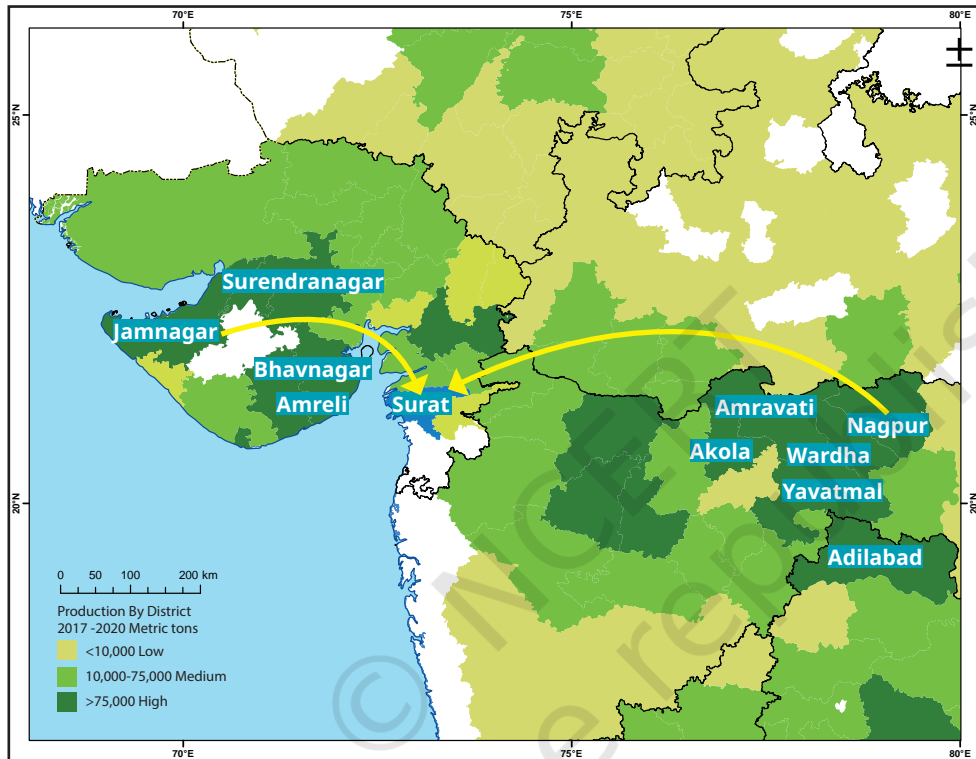 70°E 75°E 80°E
25°N 25°N
Surendranagar
Jamnagar
Bhavnagar
Amreli
Surat
Amravati
Nagpur
Akola
Wardha
Yavatmal
20°N
Adilabad
0 50 100 200 km
Production By District
2017 -2020 Metric tons
<10,000 Low
10,000-75,000 Medium
>75,000 High
70°E 75°E 80°E
© NCERT